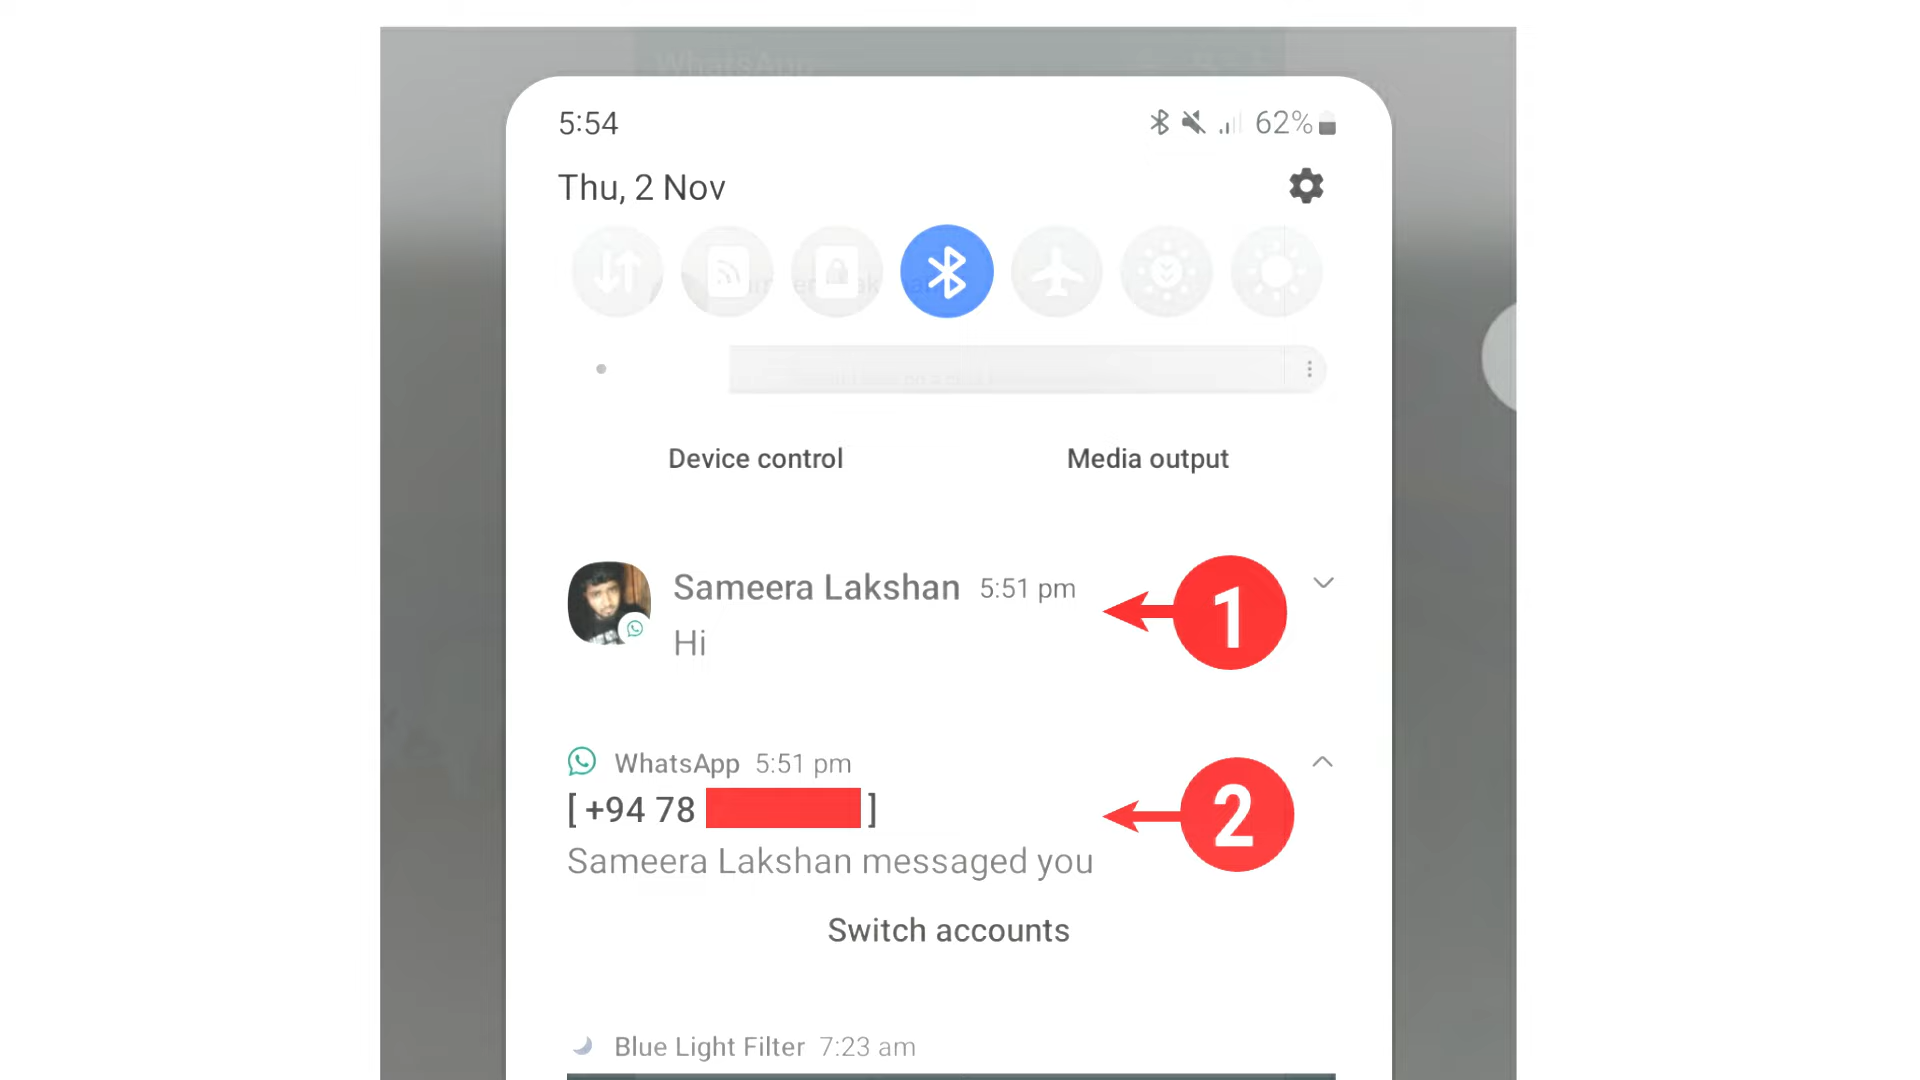 WhatsApp
5:54
62%
Thu, 2 Nov
Device control
Media output
Sameera Lakshan 5:51 pm
Hi
1
WhatsApp 5:51 pm
[ +94 78 ]
2
Sameera Lakshan messaged you
Switch accounts
Blue Light Filter 7:23 am